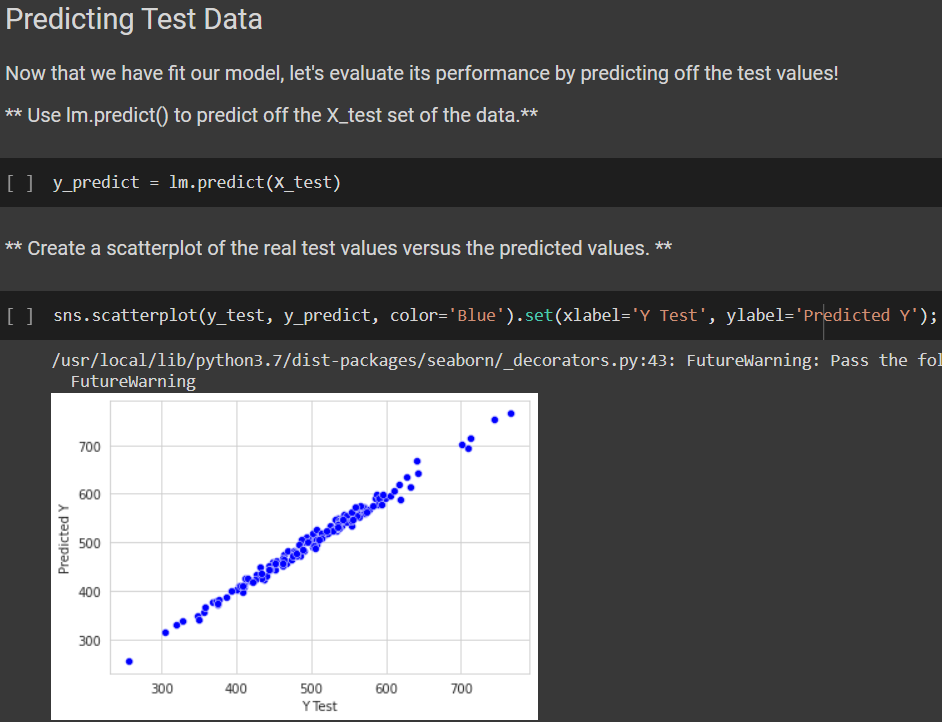 Predicting Test Data
Now that we have fit our model, let's evaluate its performance by predicting off the test values!
** Use lm.predict() to predict off the X_test set of the data.**
[ ] y_predict = lm.predict(X_test)
** Create a scatterplot of the real test values versus the predicted values. **
[ ] sns.scatterplot(y_test, y_predict, color='Blue').set(xlabel='Y Test', ylabel='Predicted Y');
/usr/local/lib/python3.7/dist-packages/seaborn/_decorators.py:43: FutureWarning: Pass the fol
FutureWarning
700
600
500
400
300
Predicted Y
300 400 500 600 700
Y Test